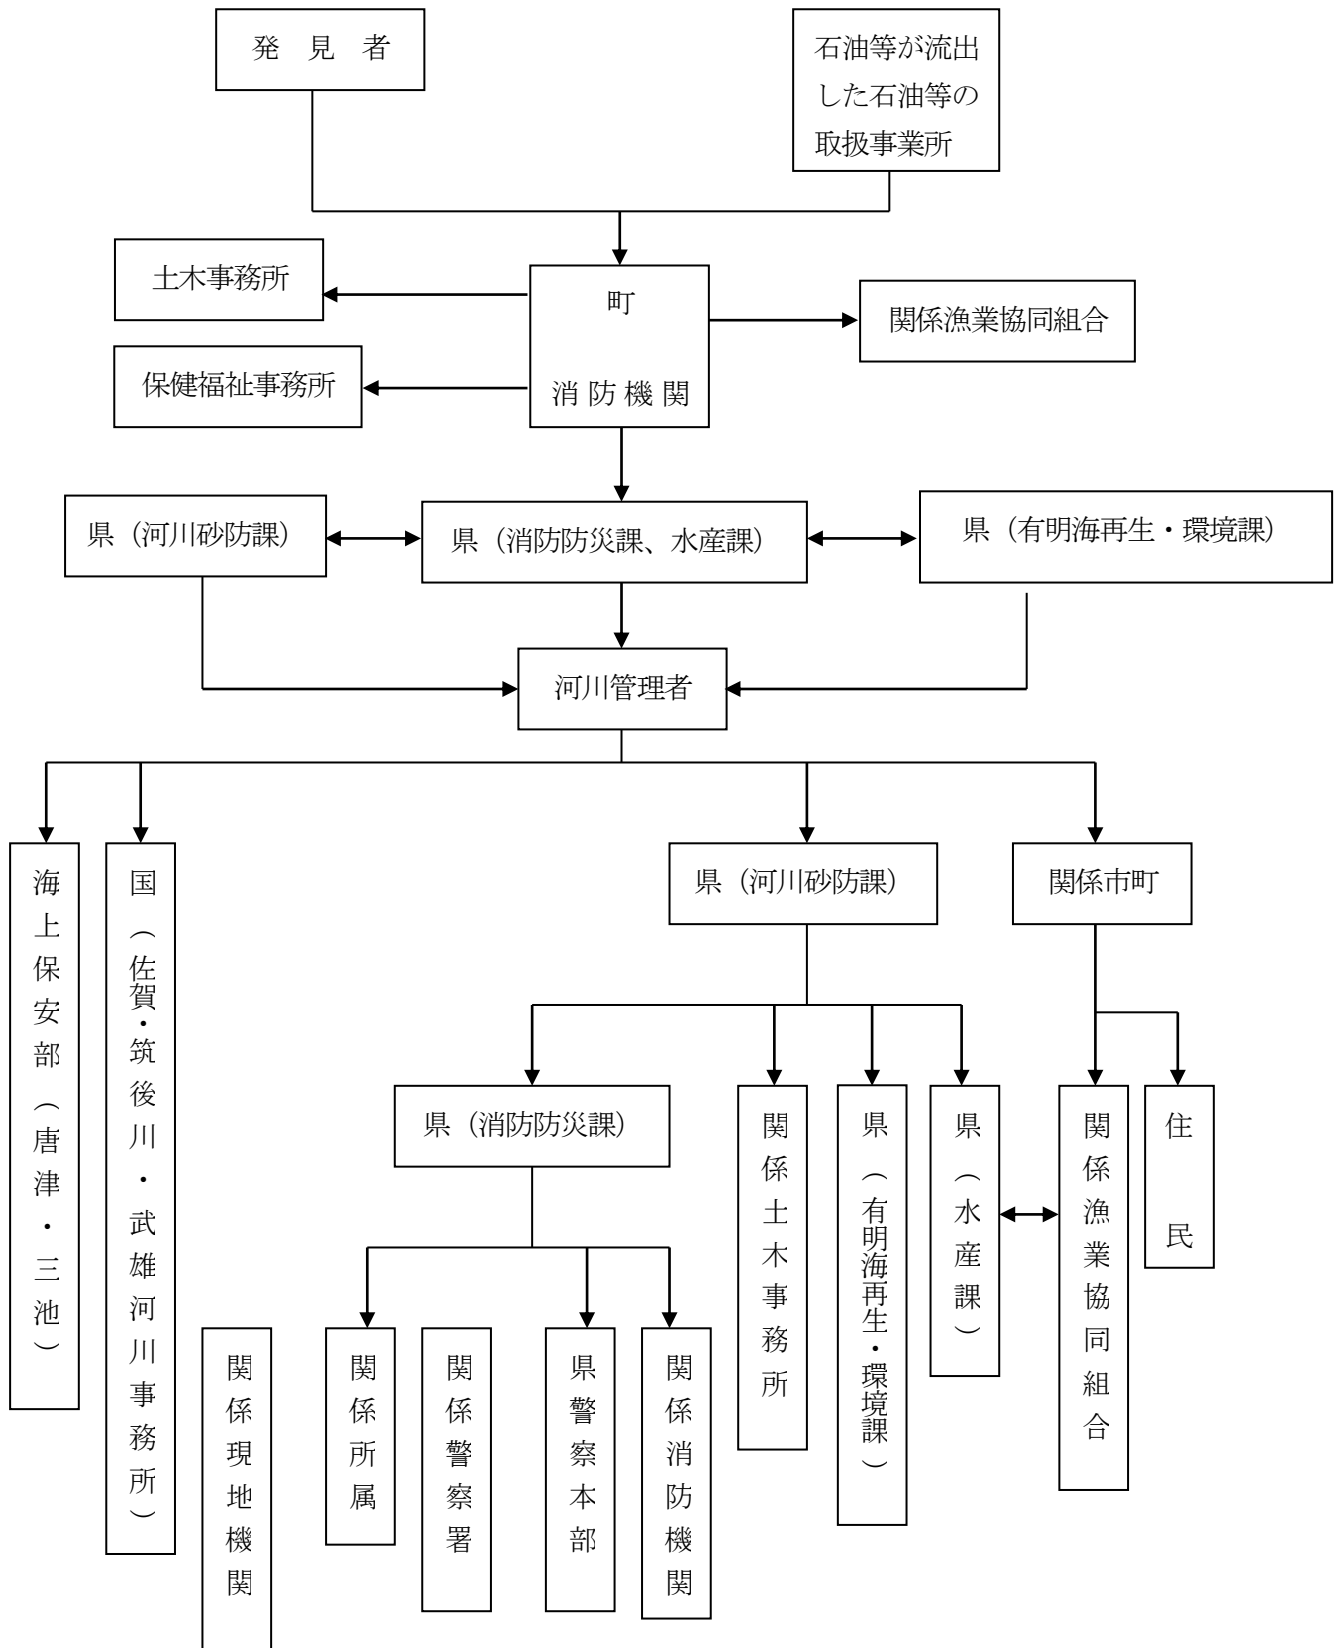 発　見　者
石油等が流出
した石油等の
取扱事業所
土木事務所
町
消防機関
関係漁業協同組合
保健福祉事務所
県（河川砂防課）
県（消防防災課、水産課）
県（有明海再生・環境課）
河川管理者
海上保安部（唐津・三池）
国（佐賀・筑後川・武雄河川事務所）
県（河川砂防課）
関係市町
県（消防防災課）
関係土木事務所
県（有明海再生・環境課）
県（水産課）
関係漁業協同組合
住　民
関係現地機関
関係所属
関係警察署
県警察本部
関係消防機関